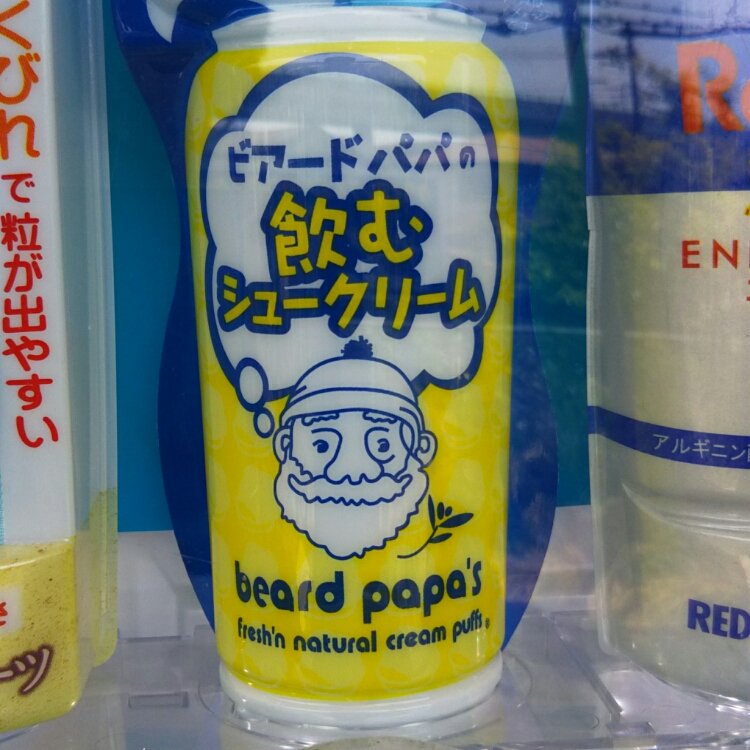 くびれで粒が出やすい
ビアードパパの
飲む
シュークリーム
beard papa's
fresh'n natural cream puffs®
アルギニン
RED